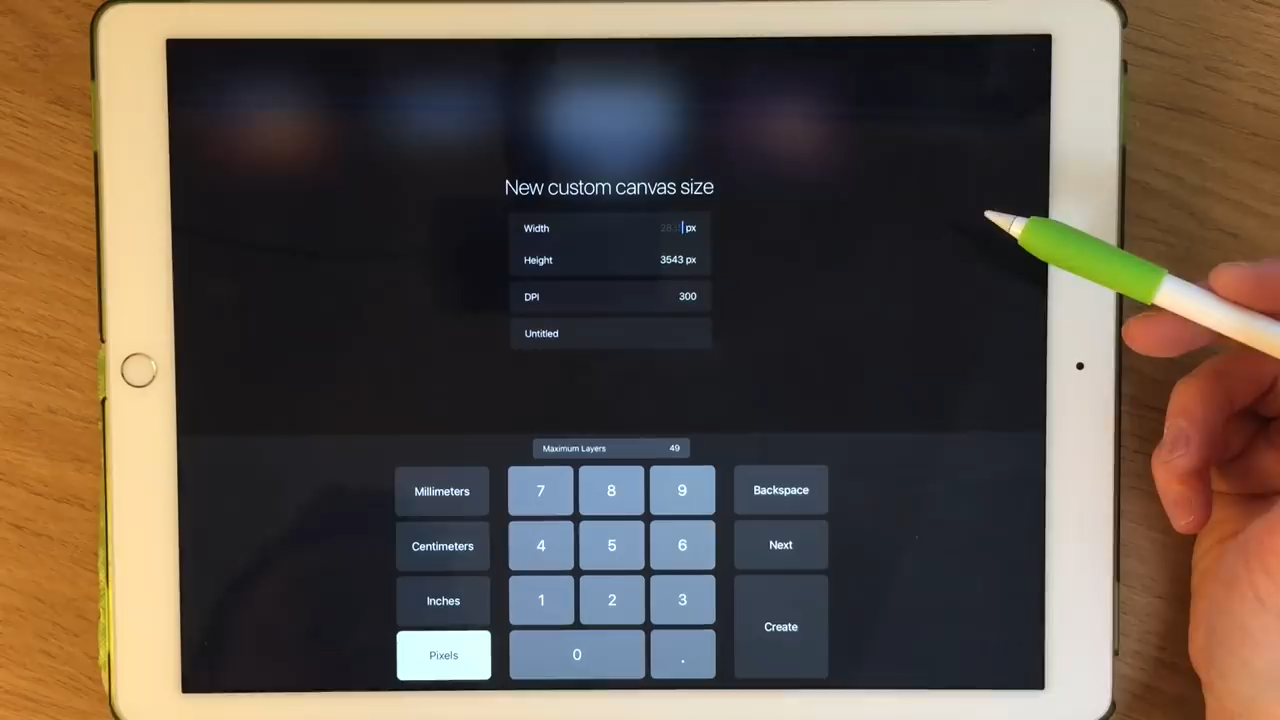 New custom canvas size
Width px
Height 3543 px
DPI 300
Untitled
Maximum Layers 49
Millimeters 7 8 9 Backspace
Centimeters 4 5 6 Next
Inches 1 2 3 Create
Pixels 0 .